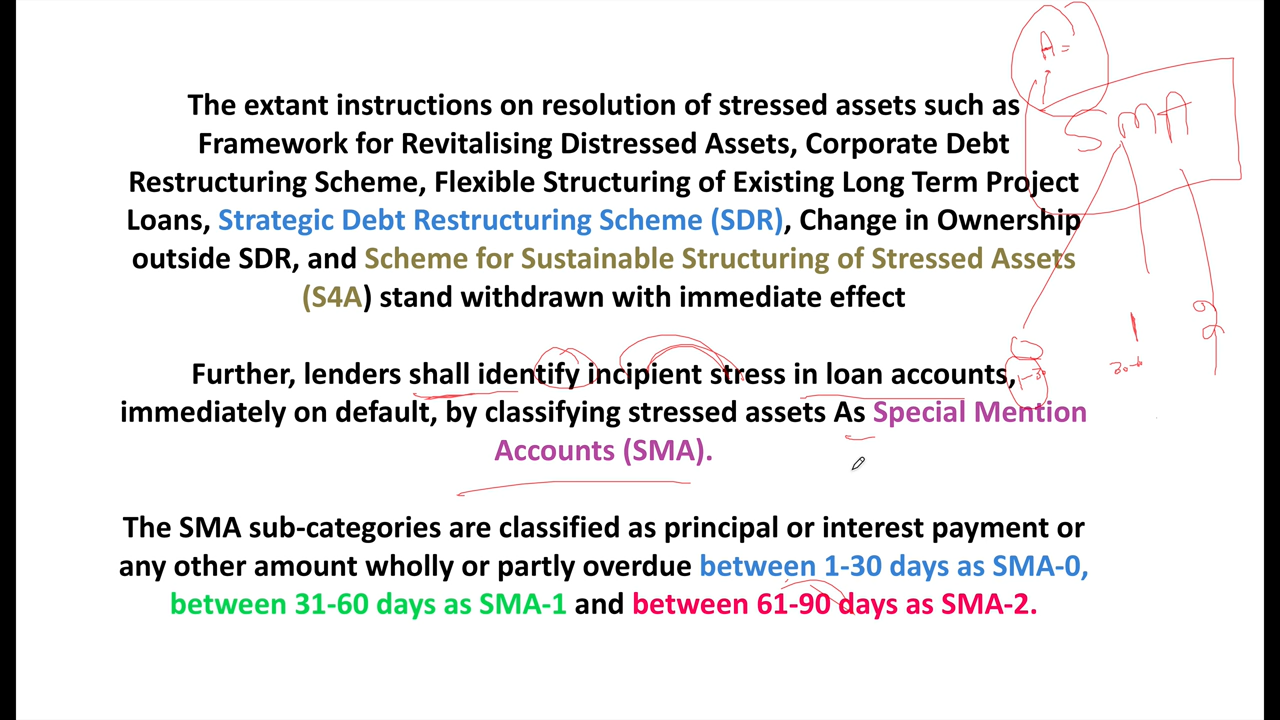 The extant instructions on resolution of stressed assets such as
Framework for Revitalising Distressed Assets, Corporate Debt
Restructuring Scheme, Flexible Structuring of Existing Long Term Project
Loans, Strategic Debt Restructuring Scheme (SDR), Change in Ownership
outside SDR, and Scheme for Sustainable Structuring of Stressed Assets
(S4A) stand withdrawn with immediate effect
Further, lenders shall identify incipient stress in loan accounts,
immediately on default, by classifying stressed assets As Special Mention
Accounts (SMA).
The SMA sub-categories are classified as principal or interest payment or
any other amount wholly or partly overdue between 1-30 days as SMA-0,
between 31-60 days as SMA-1 and between 61-90 days as SMA-2.
A =
SMA
1-30